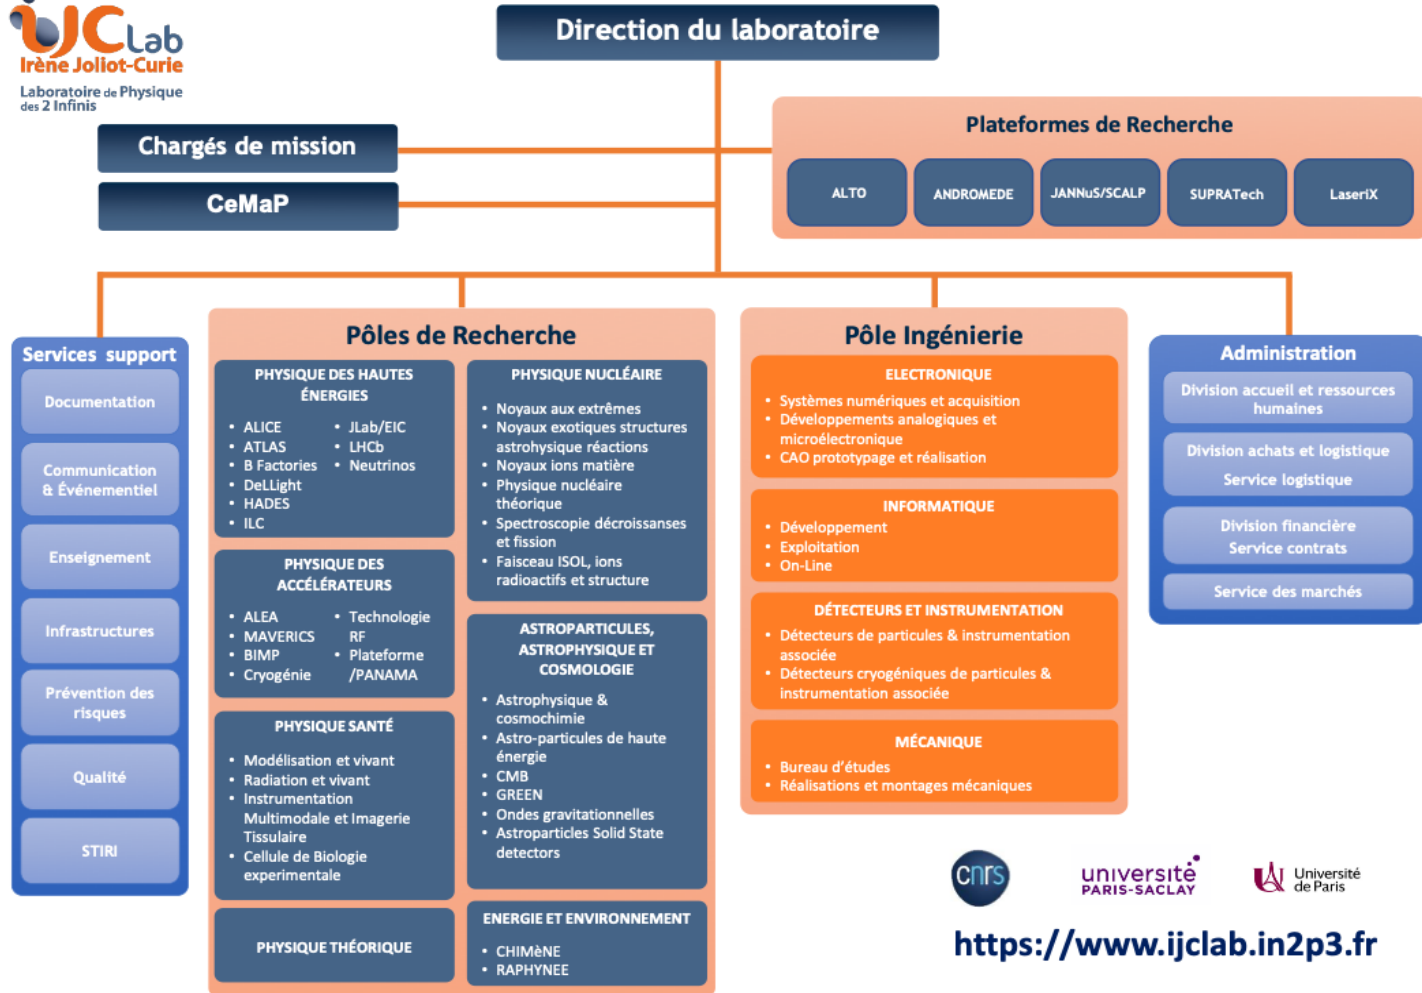 IJCLab
Irène Joliot-Curie
Laboratoire de Physique
des 2 Infinis
Direction du laboratoire
Chargés de mission
CeMaP
Plateformes de Recherche
ALTO
ANDROMEDE
JANNuS/SCALP
SUPRATech
LaseriX
Services support
Documentation
Communication
& Événementiel
Enseignement
Infrastructures
Prévention des
risques
Qualité
STIRI
Pôles de Recherche
PHYSIQUE DES HAUTES
ÉNERGIES
• ALICE
• ATLAS
• B Factories
• DeLLight
• HADES
• ILC
• JLab/EIC
• LHCb
• Neutrinos
PHYSIQUE DES
ACCÉLÉRATEURS
• ALEA
• MAVERICS
• BIMP
• Cryogénie
• Technologie
RF
• Plateforme
/PANAMA
PHYSIQUE SANTÉ
• Modélisation et vivant
• Radiation et vivant
• Instrumentation
Multimodale et Imagerie
Tissulaire
• Cellule de Biologie
experimentale
PHYSIQUE THÉORIQUE
PHYSIQUE NUCLÉAIRE
• Noyaux aux extrêmes
• Noyaux exotiques structures
astrohysique réactions
• Noyaux ions matière
• Physique nucléaire
théorique
• Spectroscopie décroissanses
et fission
• Faisceau ISOL, ions
radioactifs et structure
ASTROPARTICULES,
ASTROPHYSIQUE ET
COSMOLOGIE
• Astrophysique &
cosmochimie
• Astro-particules de haute
énergie
• CMB
• GREEN
• Ondes gravitationnelles
• Astroparticles Solid State
detectors
ENERGIE ET ENVIRONNEMENT
• CHIMèNE
• RAPHYNEE
Pôle Ingénierie
ELECTRONIQUE
• Systèmes numériques et acquisition
• Développements analogiques et
microélectronique
• CAO prototypage et réalisation
INFORMATIQUE
• Développement
• Exploitation
• On-Line
DÉTECTEURS ET INSTRUMENTATION
• Détecteurs de particules & instrumentation
associée
• Détecteurs cryogéniques de particules &
instrumentation associée
MÉCANIQUE
• Bureau d'études
• Réalisations et montages mécaniques
Administration
Division accueil et ressources
humaines
Division achats et logistique
Service logistique
Division financière
Service contrats
Service des marchés
cnrs
université
PARIS-SACLAY
Université
de Paris
https://www.ijclab.in2p3.fr